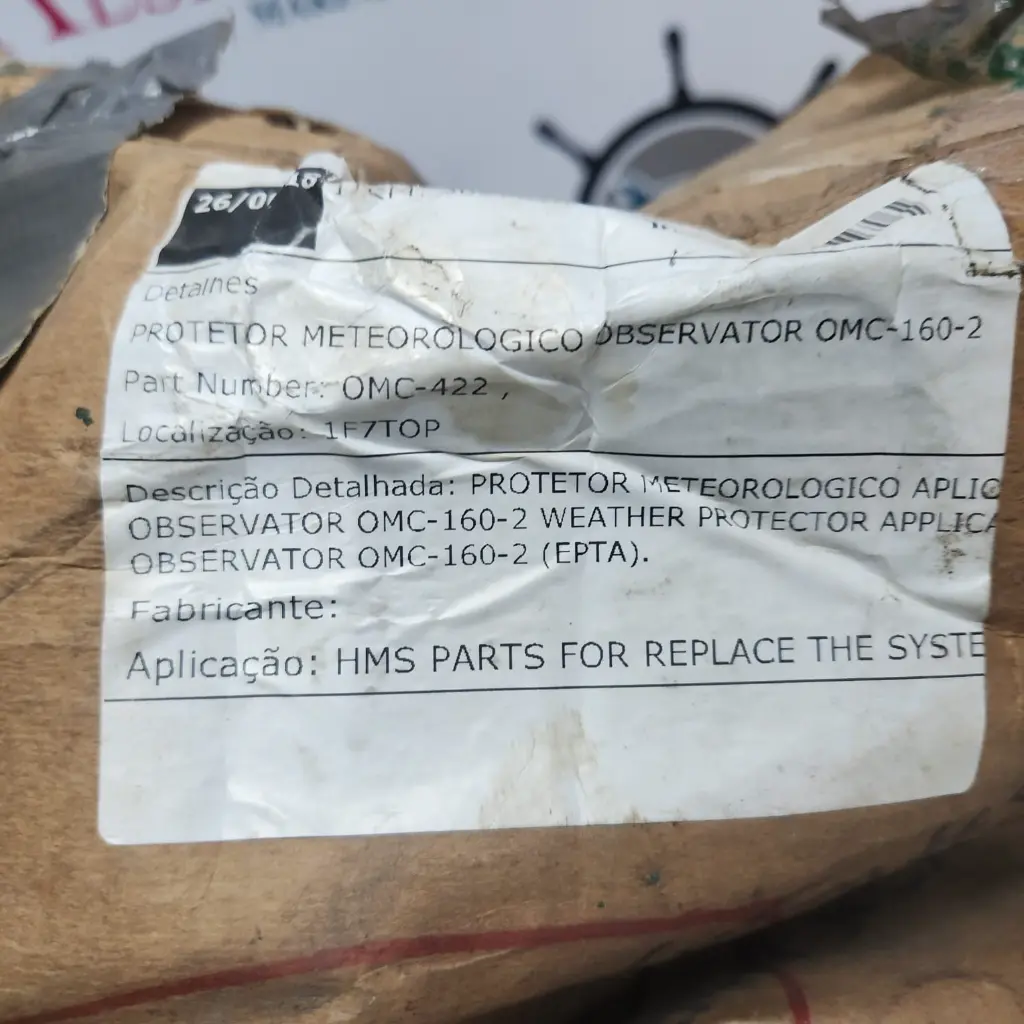 26/0
Detalhes
PROTETOR METEOROLOGICO OBSERVATOR OMC-160-2
Part Number: OMC-422 ,
Localização: 1F7TOP
Descrição Detalhada: PROTETOR METEOROLOGICO APLIC
OBSERVATOR OMC-160-2 WEATHER PROTECTOR APPLICA
OBSERVATOR OMC-160-2 (EPTA).
Fabricante:
Aplicação: HMS PARTS FOR REPLACE THE SYSTE